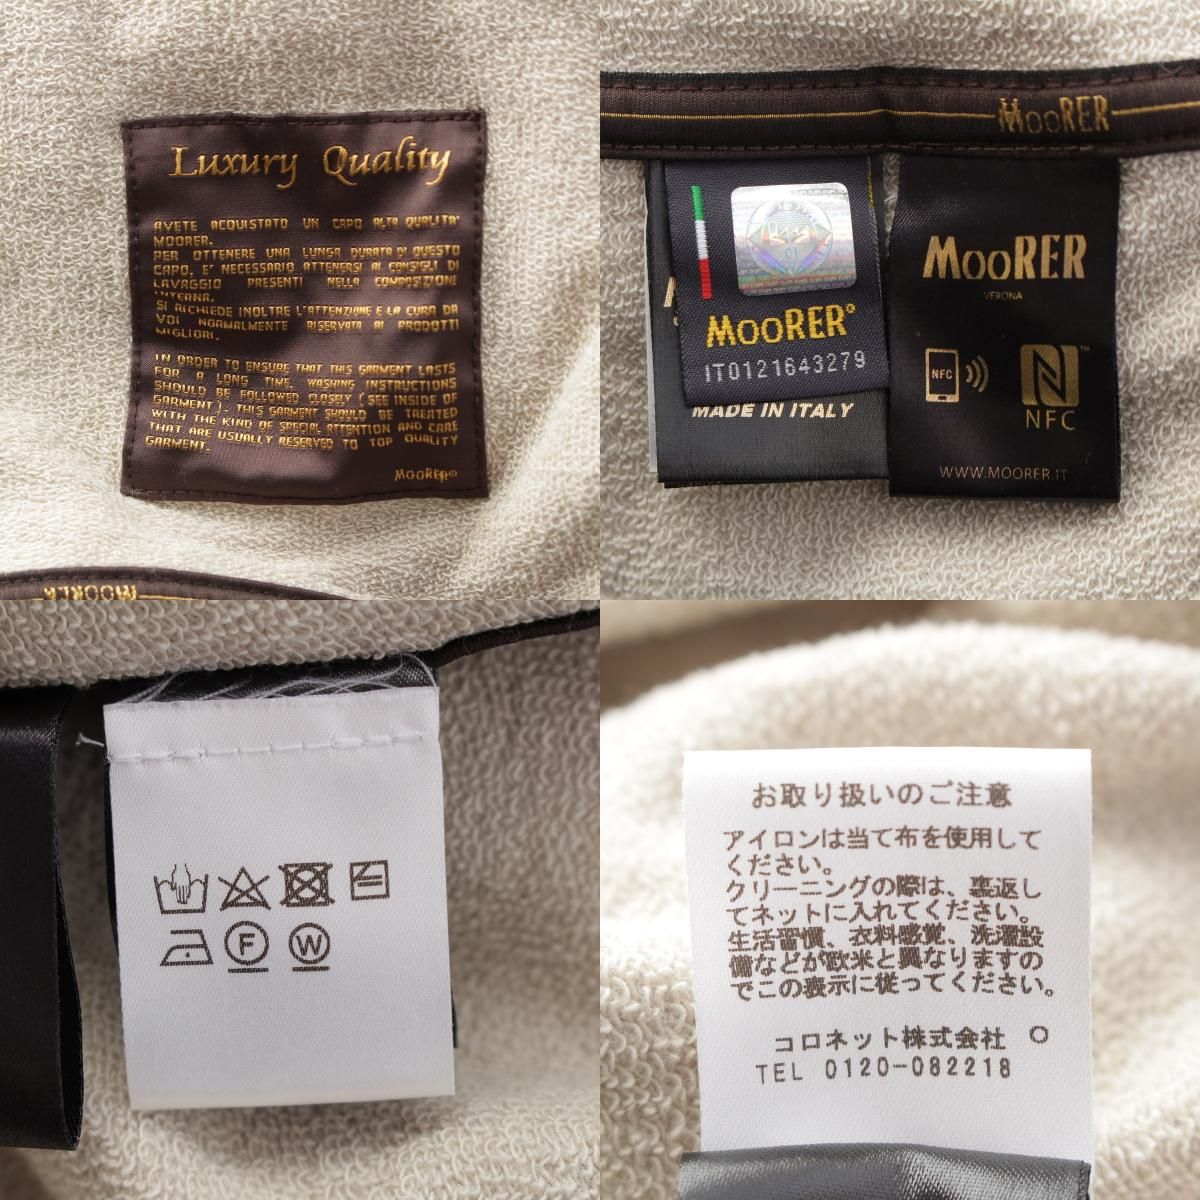 Luxury Quality
AVETE ACQUISTATO UN CAPO ALTA QUALITA'
MOORER.
PER OTTENERE UNA LUNGA DURATA DI QUESTO
CAPO, E' NECESSARIO ATTENERSI AI CONSIGLI DI
LAVAGGIO PRESENTI NELLA COMPOSIZIONE
INTERNA.
SI RICHIEDE INOLTRE L'ATTENZIONE E LA CURA DA
VOI NORMALMENTE RISERVATA AI PRODOTTI
MIGLIORI.
IN ORDER TO ENSURE THAT THIS GARMENT LASTS
FOR A LONG TIME, WASHING INSTRUCTIONS
SHOULD BE FOLLOWED CLOSELY (SEE INSIDE OF
GARMENT). THIS GARMENT SHOULD BE TREATED
WITH THE KIND OF SPECIAL ATTENTION AND CARE
THAT ARE USUALLY RESERVED TO TOP QUALITY
GARMENT.
MOORER©
MOORER
MOORER
MOORER®
IT0121643279
MADE IN ITALY
MOORER
VERONA
NFC
NFC™
WWW.MOORER.IT
F W
お取り扱いのご注意
アイロンは当て布を使用して
ください。
クリーニングの際は、裏返し
てネットに入れてください。
生活習慣、衣料感覚、洗濯設
備などが欧米と異なりますの
でこの表示に従ってください。
コロネット株式会社 O
TEL 0120-082218